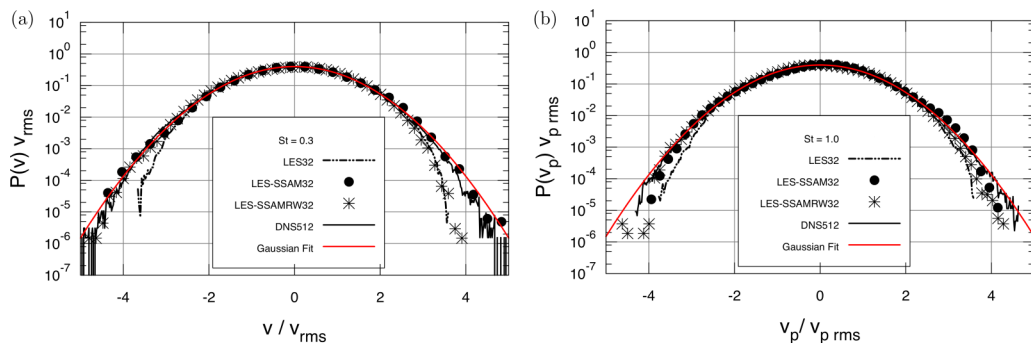 (a)
P(v) v_rms
10^1
10^0
10^-1
10^-2
10^-3
10^-4
10^-5
10^-6
10^-7
St = 0.3
LES32
LES-SSAM32
LES-SSAMRW32
DNS512
Gaussian Fit
-4 -2 0 2 4
v / v_rms
(b)
P(v_p) v_p rms
10^1
10^0
10^-1
10^-2
10^-3
10^-4
10^-5
10^-6
10^-7
St = 1.0
LES32
LES-SSAM32
LES-SSAMRW32
DNS512
Gaussian Fit
-4 -2 0 2 4
v_p / v_p rms